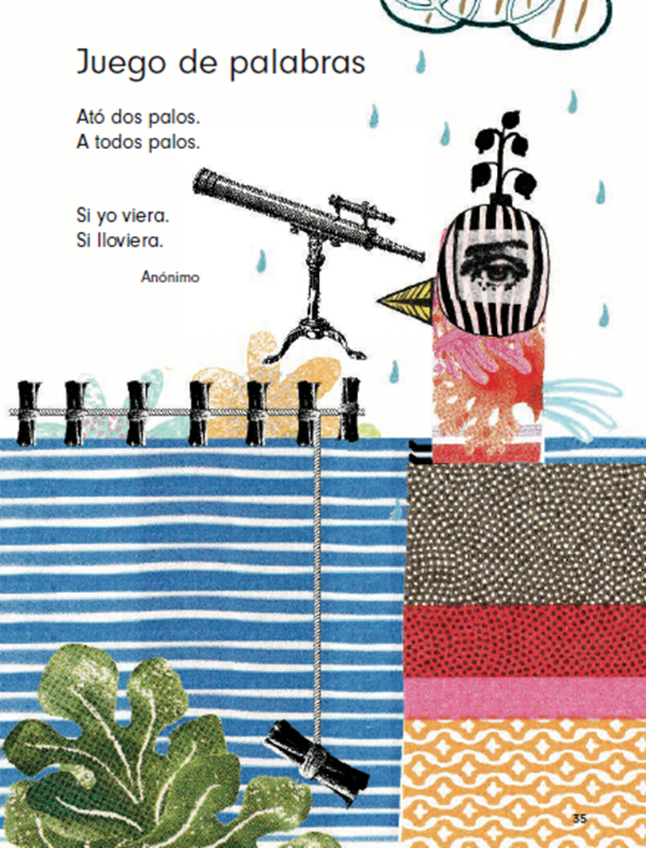 Juego de palabras
Ató dos palos.
A todos palos.
Si yo viera.
Si lloviera.
Anónimo
35